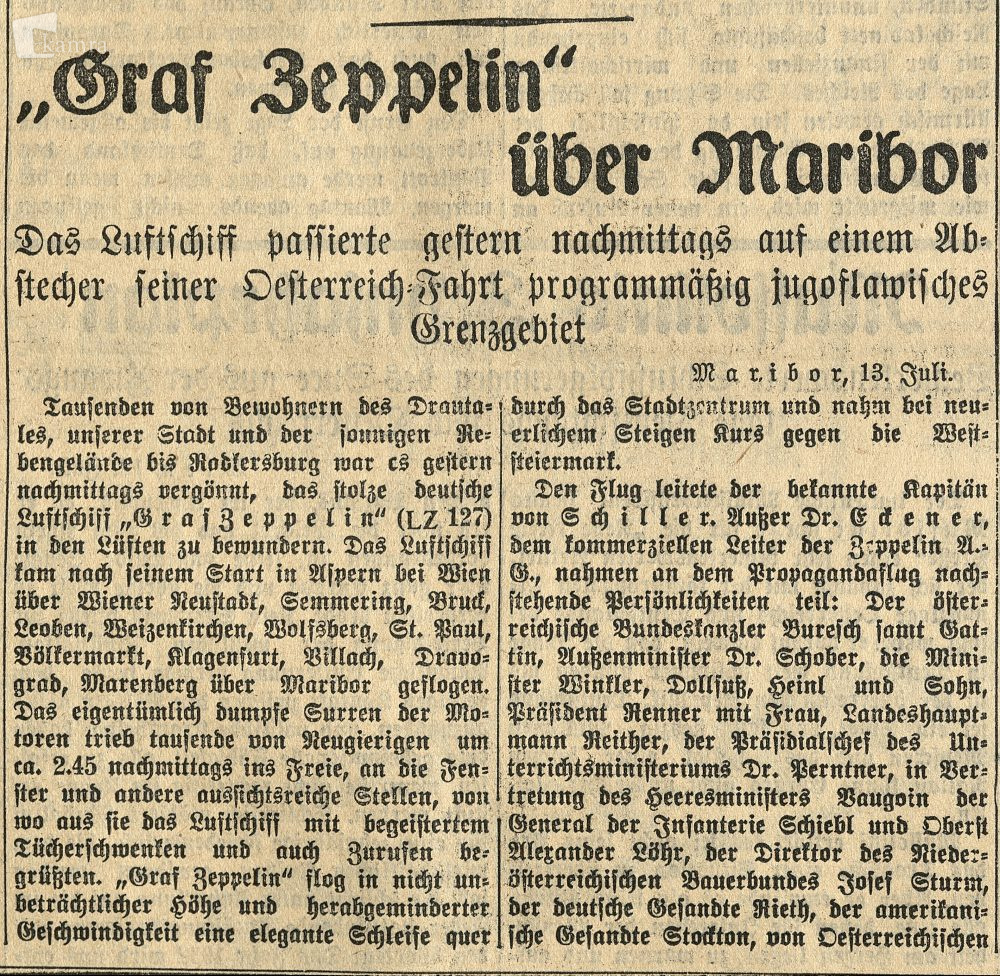 „Graf Zeppelin“
über Maribor
Das Luftschiff passierte gestern nachmittags auf einem Ab-
stecher seiner Oesterreich-Fahrt programmäßig jugoslawisches
Grenzgebiet
Maribor, 13. Juli.
Tausenden von Bewohnern des Drauta-
les, unserer Stadt und der sonnigen Re-
bengelände bis Radkersburg war es gestern
nachmittags vergönnt, das stolze deutsche
Luftschiff „Graf Zeppelin“ (LZ 127)
in den Lüften zu bewundern. Das Luftschiff
kam nach seinem Start in Aspern bei Wien
über Wiener Neustadt, Semmering, Bruck,
Leoben, Weizenkirchen, Wolfsberg, St. Paul,
Völkermarkt, Klagenfurt, Villach, Dravo-
grad, Marenberg über Maribor geflogen.
Das eigentümlich dumpfe Surren der Mo-
toren trieb tausende von Neugierigen um
ca. 2.45 nachmittags ins Freie, an die Fen-
ster und andere aussichtsreiche Stellen, von
wo aus sie das Luftschiff mit begeistertem
Tücherschwenken und auch Zurufen be-
grüßten. „Graf Zeppelin“ flog in nicht un-
beträchtlicher Höhe und herabgeminderter
Geschwindigkeit eine elegante Schleife quer
durch das Stadtzentrum und nahm bei neu-
erlichem Steigen Kurs gegen die West-
steiermark.
Den Flug leitete der bekannte Kapitän
von Schiller. Außer Dr. Eckener,
dem kommerziellen Leiter der Zeppelin A.-
G., nahmen an dem Propagandaflug nach-
stehende Persönlichkeiten teil: Der öster-
reichische Bundeskanzler Buresch samt Gat-
tin, Außenminister Dr. Schober, die Mini-
ster Winkler, Dollfuß, Heinl und Sohn,
Präsident Renner mit Frau, Landeshaupt-
mann Reither, der Präsidialchef des Un-
terrichtsministeriums Dr. Perntner, in Ver-
tretung des Heeresministers Vaugoin der
General der Infanterie Schiebl und Oberst
Alexander Löhr, der Direktor des Nieder-
österreichischen Bauerbundes Josef Sturm,
der deutsche Gesandte Rieth, der amerikani-
sche Gesandte Stockton, von Oesterreichischen